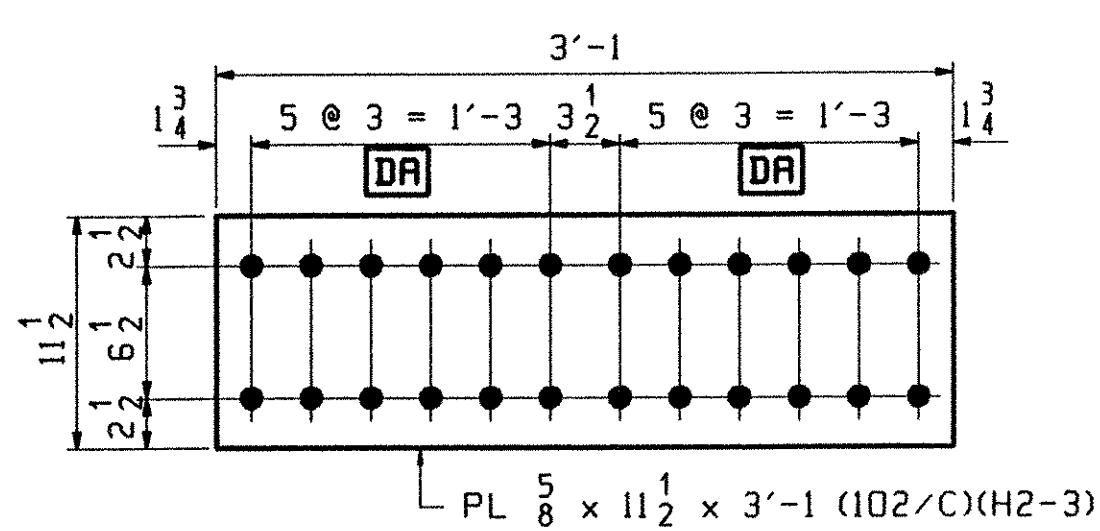 3′-1
1 3/4 5 @ 3 = 1′-3 3 1/2 5 @ 3 = 1′-3 1 3/4
DA DA
2 1/2
11 1/2
6 1/2
2 1/2
PL 5/8 x 11 1/2 x 3′-1 (102/C)(H2-3)